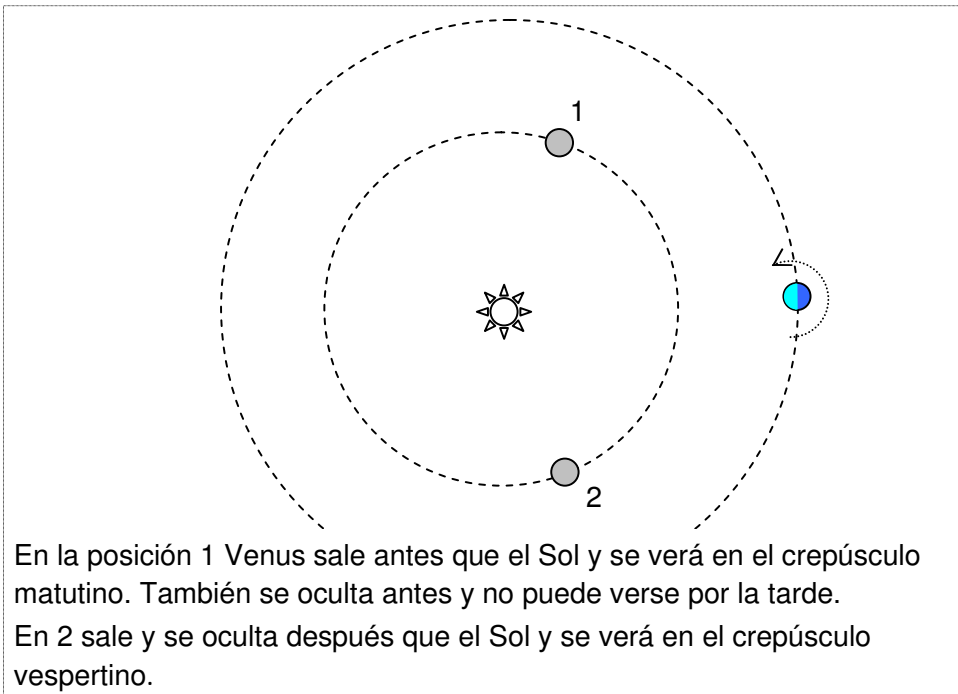 1
2
En la posición 1 Venus sale antes que el Sol y se verá en el crepúsculo
matutino. También se oculta antes y no puede verse por la tarde.
En 2 sale y se oculta después que el Sol y se verá en el crepúsculo
vespertino.